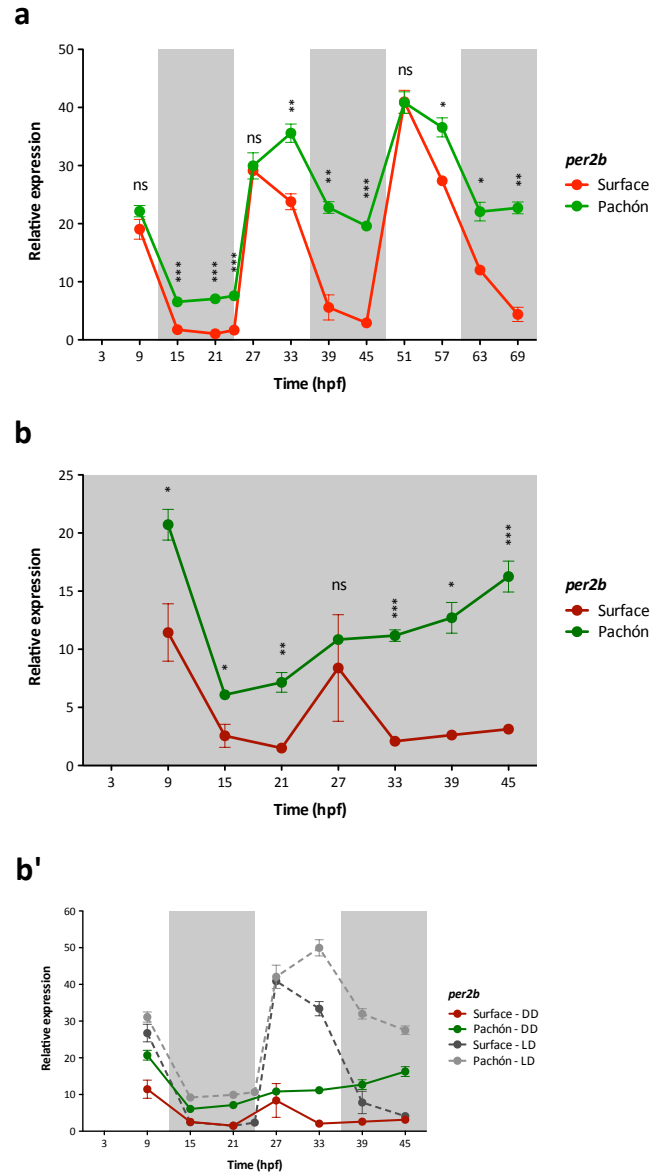 a
50
40
30
20
10
0
Relative expression
ns
***
***
***
ns
**
**
***
ns
*
*
**
3 9 15 21 27 33 39 45 51 57 63 69
Time (hpf)
per2b
Surface
Pachón
b
25
20
15
10
5
0
Relative expression
*
*
**
ns
***
*
***
3 9 15 21 27 33 39 45
Time (hpf)
per2b
Surface
Pachón
b'
60
50
40
30
20
10
0
Relative expression
3 9 15 21 27 33 39 45
Time (hpf)
per2b
Surface - DD
Pachón - DD
Surface - LD
Pachón - LD